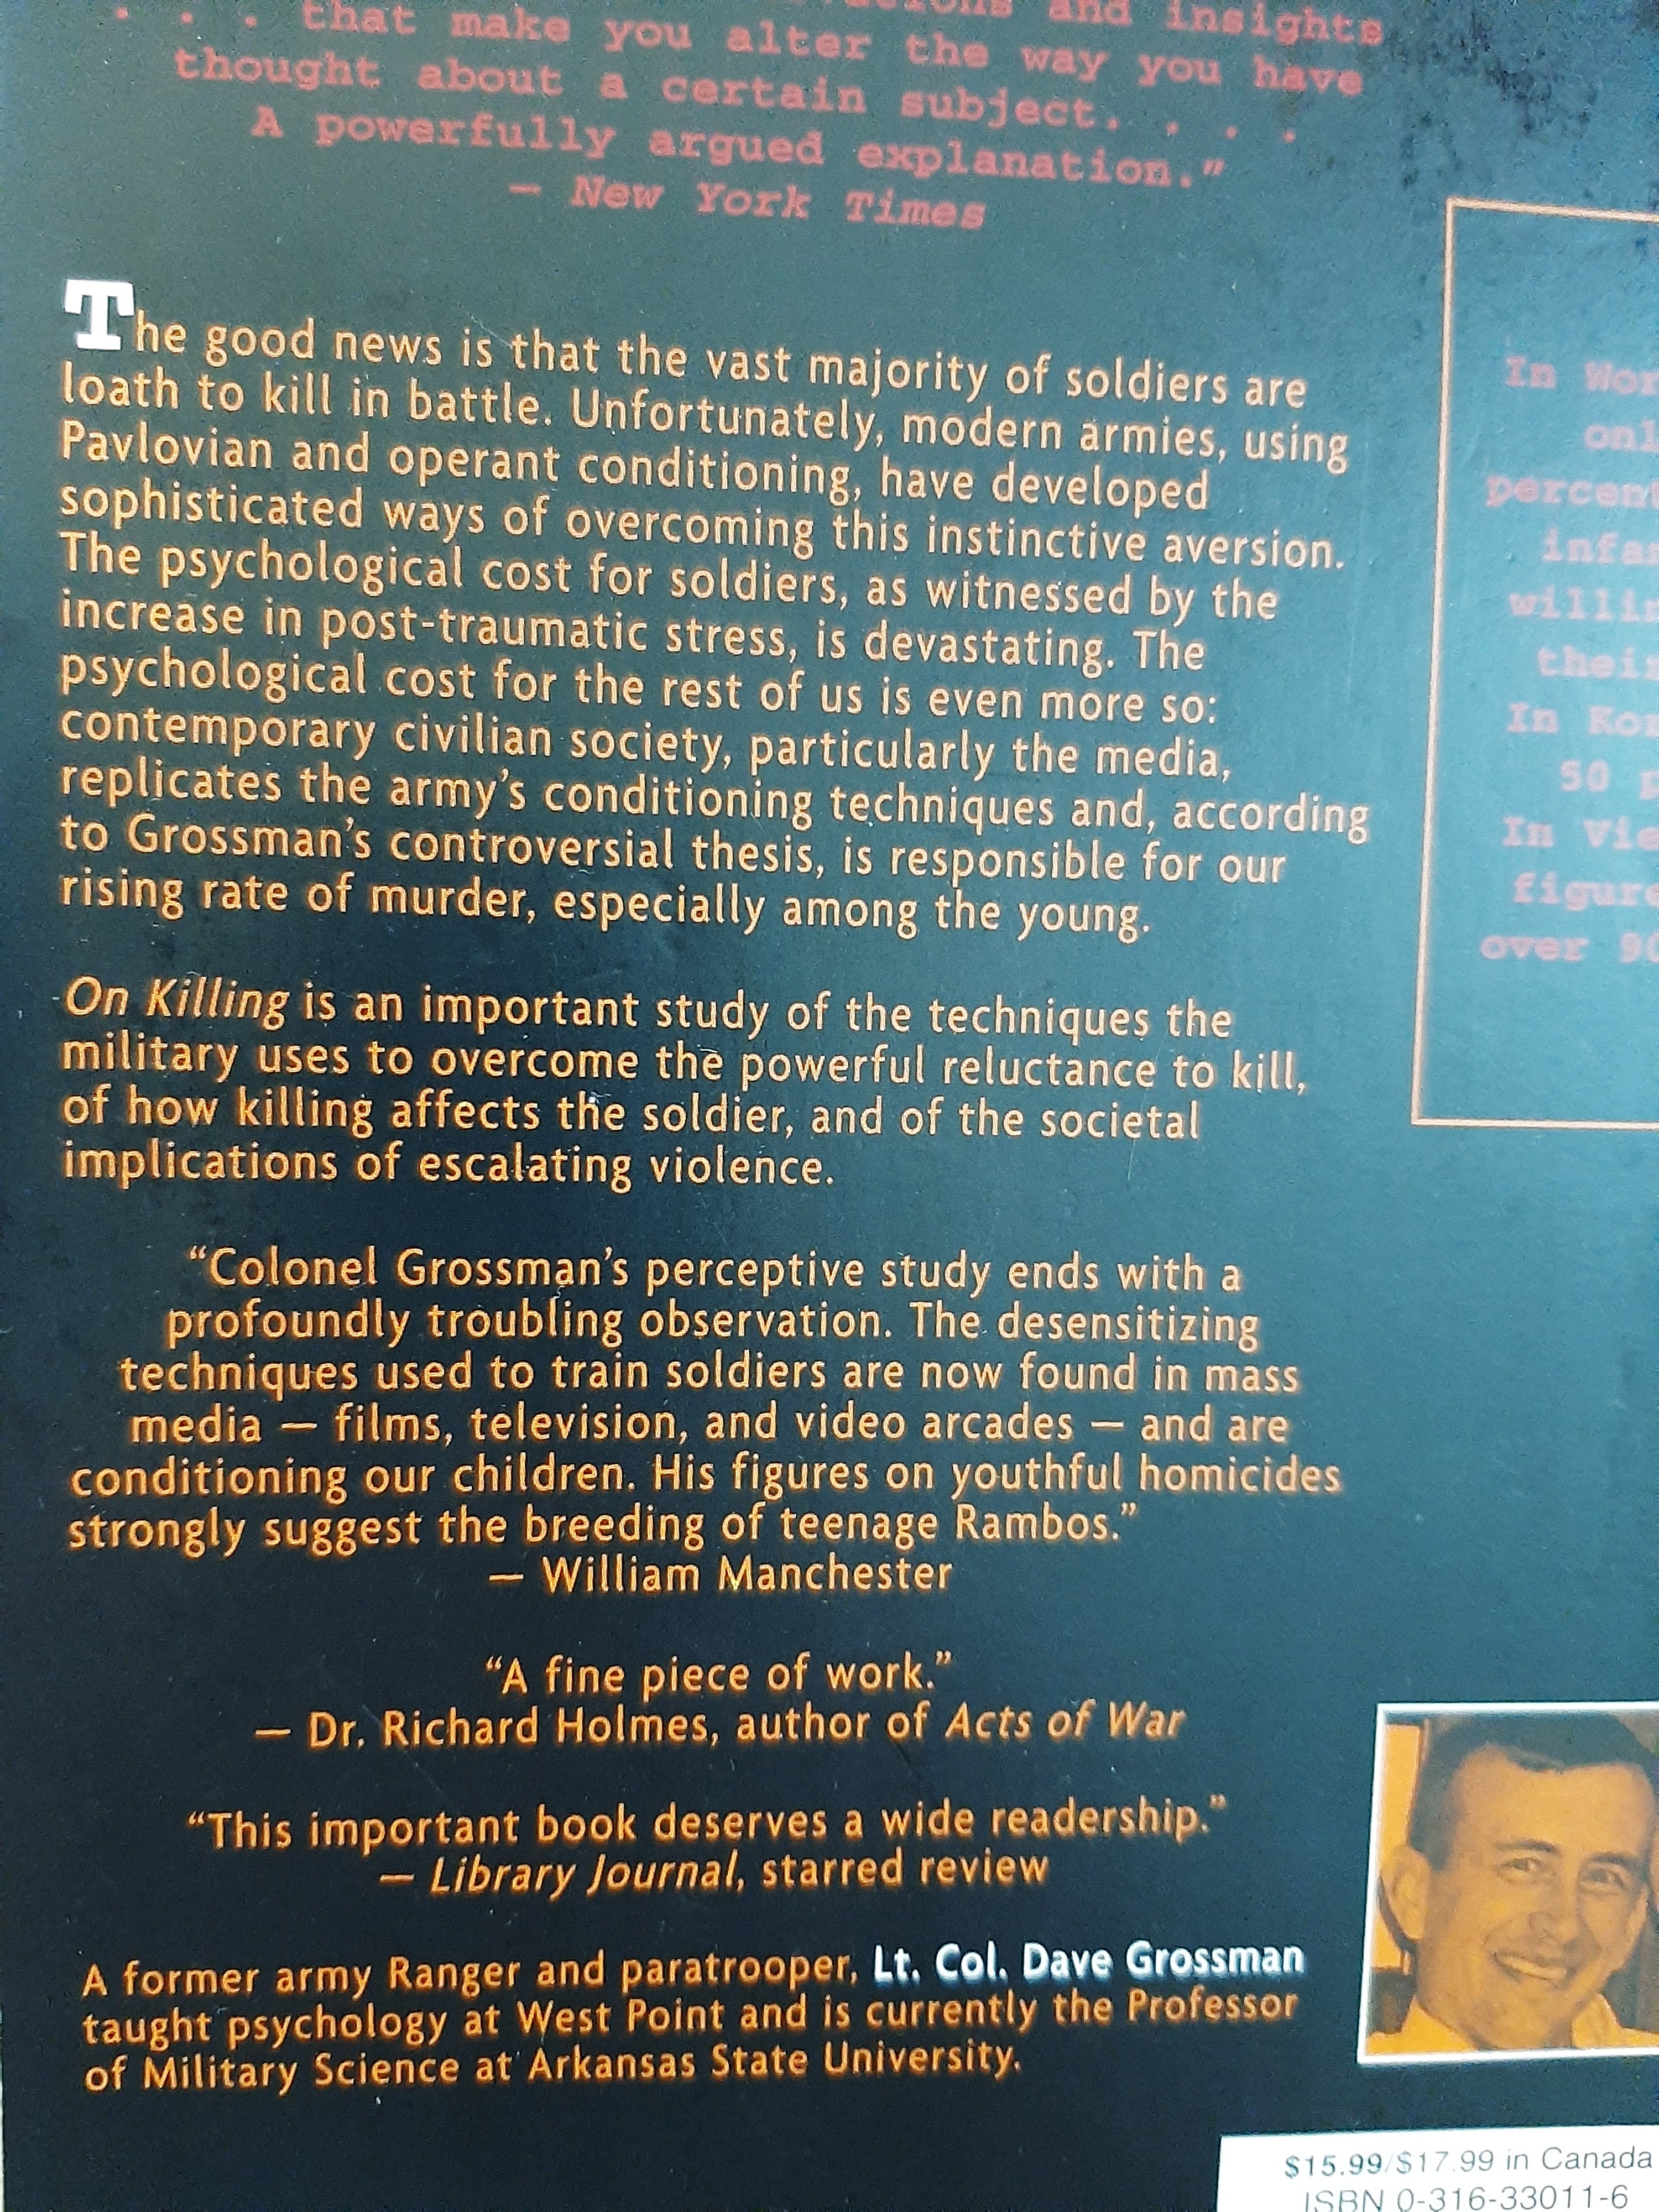 and insights
. . . that make you alter the way you have
thought about a certain subject. . . .
A powerfully argued explanation.”
— New York Times
The good news is that the vast majority of soldiers are
loath to kill in battle. Unfortunately, modern armies, using
Pavlovian and operant conditioning, have developed
sophisticated ways of overcoming this instinctive aversion.
The psychological cost for soldiers, as witnessed by the
increase in post-traumatic stress, is devastating. The
psychological cost for the rest of us is even more so:
contemporary civilian society, particularly the media,
replicates the army’s conditioning techniques and, according
to Grossman’s controversial thesis, is responsible for our
rising rate of murder, especially among the young.
On Killing is an important study of the techniques the
military uses to overcome the powerful reluctance to kill,
of how killing affects the soldier, and of the societal
implications of escalating violence.
“Colonel Grossman’s perceptive study ends with a
profoundly troubling observation. The desensitizing
techniques used to train soldiers are now found in mass
media — films, television, and video arcades — and are
conditioning our children. His figures on youthful homicides
strongly suggest the breeding of teenage Rambos.”
— William Manchester
“A fine piece of work.”
— Dr. Richard Holmes, author of Acts of War
“This important book deserves a wide readership.”
— Library Journal, starred review
A former army Ranger and paratrooper, Lt. Col. Dave Grossman
taught psychology at West Point and is currently the Professor
of Military Science at Arkansas State University.
In
In
50
In
over
$15.99/$17.99 in Canada
ISBN 0-316-33011-6